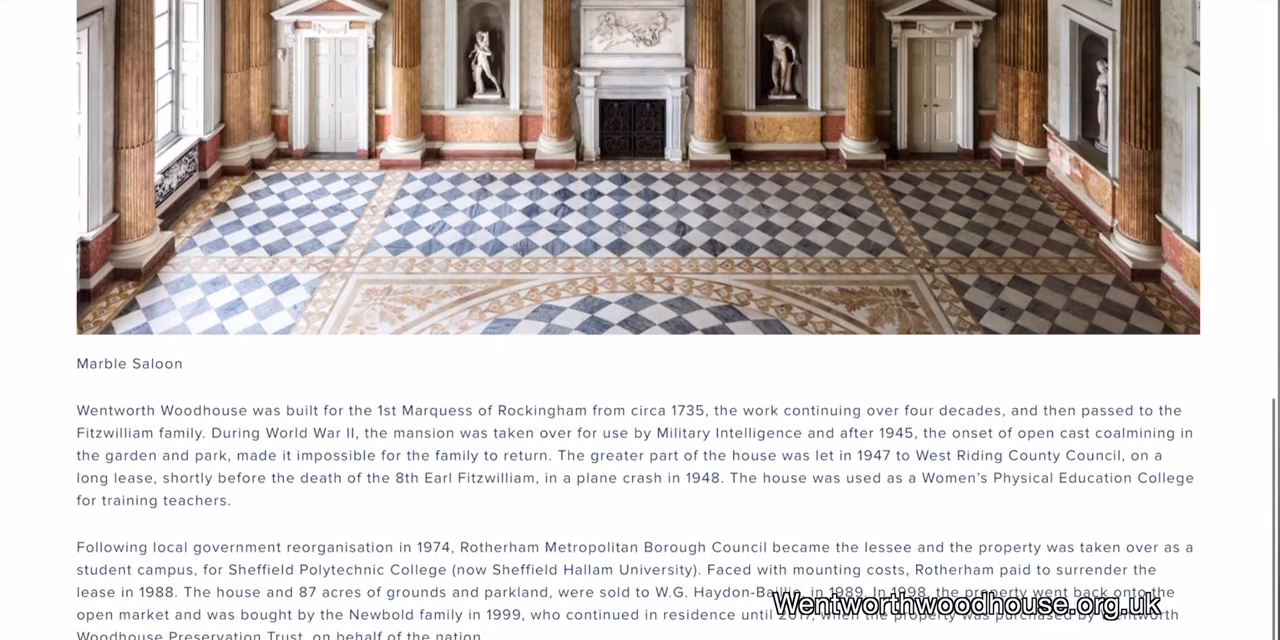 Marble Saloon
Wentworth Woodhouse was built for the 1st Marquess of Rockingham from circa 1735, the work continuing over four decades, and then passed to the
Fitzwilliam family. During World War II, the mansion was taken over for use by Military Intelligence and after 1945, the onset of open cast coalmining in
the garden and park, made it impossible for the family to return. The greater part of the house was let in 1947 to West Riding County Council, on a
long lease, shortly before the death of the 8th Earl Fitzwilliam, in a plane crash in 1948. The house was used as a Women's Physical Education College
for training teachers.
Following local government reorganisation in 1974, Rotherham Metropolitan Borough Council became the lessee and the property was taken over as a
student campus, for Sheffield Polytechnic College (now Sheffield Hallam University). Faced with mounting costs, Rotherham paid to surrender the
lease in 1988. The house and 87 acres of grounds and parkland, were sold to W.G. Haydon-Baillie, in 1989. In 1998, the property went back onto the
open market and was bought by the Newbold family in 1999, who continued in residence until 2017, when the property was purchased by Wentworth
Woodhouse Preservation Trust, on behalf of the nation.
Wentworthwoodhouse.org.uk